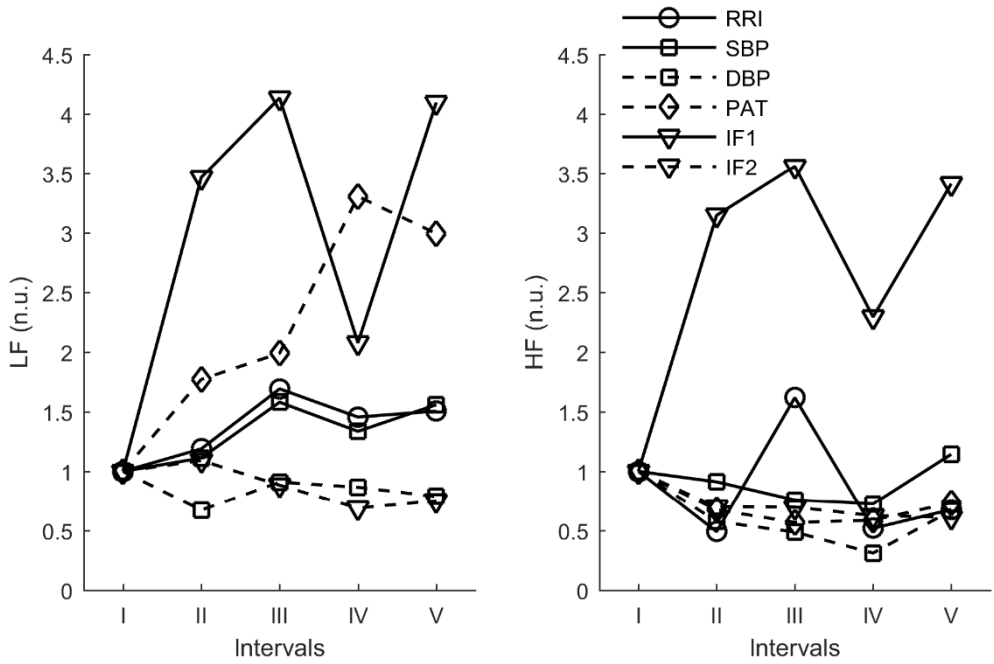 LF (n.u.)
4.5
4
3.5
3
2.5
2
1.5
1
0.5
0
I II III IV V
Intervals
RRI
SBP
DBP
PAT
IF1
IF2
HF (n.u.)
4.5
4
3.5
3
2.5
2
1.5
1
0.5
0
I II III IV V
Intervals